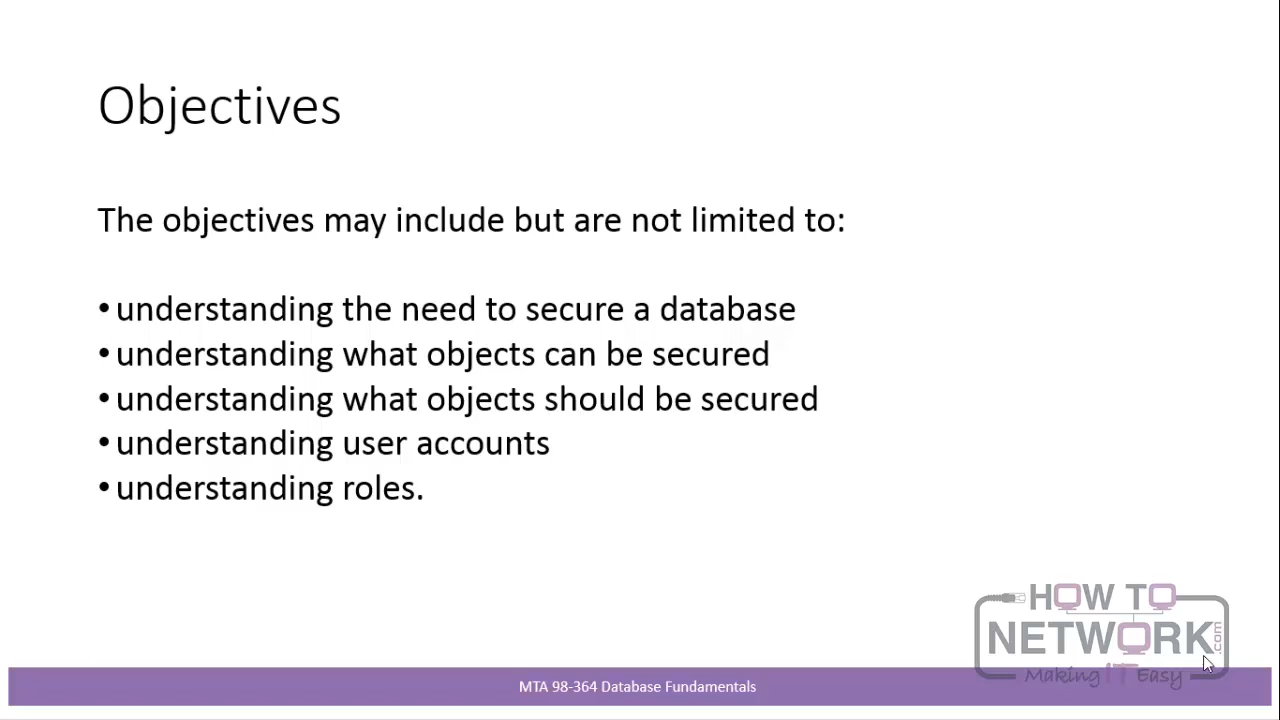 Objectives
The objectives may include but are not limited to:
• understanding the need to secure a database
• understanding what objects can be secured
• understanding what objects should be secured
• understanding user accounts
• understanding roles.
HOW TO
NETWORK.com
Making IT Easy
MTA 98-364 Database Fundamentals